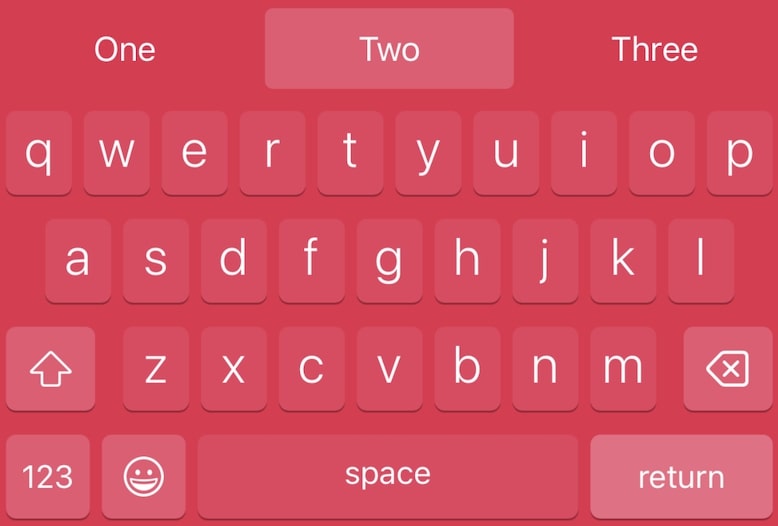 One Two Three
q w e r t y u i o p
a s d f g h j k l
z x c v b n m
123 space return